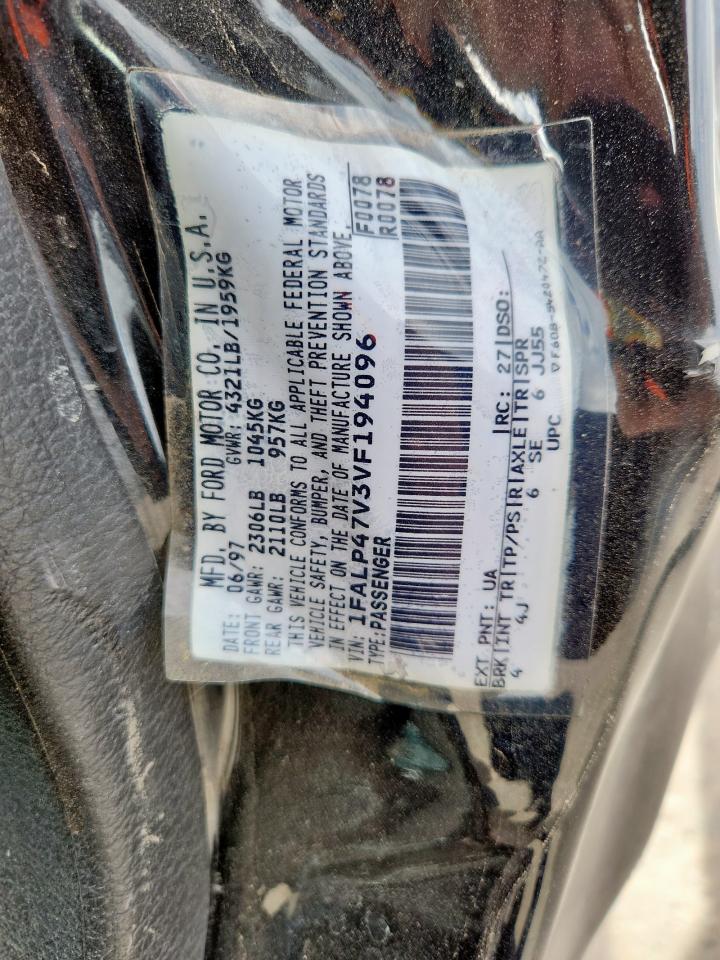 MFD. BY FORD MOTOR CO. IN U.S.A.
DATE: 06/97 GVWR: 4321LB/1959KG
FRONT GAWR: 2306LB 1045KG
REAR GAWR: 2110LB 957KG
THIS VEHICLE CONFORMS TO ALL APPLICABLE FEDERAL MOTOR
VEHICLE SAFETY, BUMPER, AND THEFT PREVENTION STANDARDS
IN EFFECT ON THE DATE OF MANUFACTURE SHOWN ABOVE.
VIN: 1FALP47V3VF194096 F0078
TYPE: PASSENGER R0078
EXT PNT: UA |RC: 27|DSO:
BRK|INT TR|TP/PS|R|AXLE|TR|SPR
4 4J 6 SE 6 JJ55
UPC